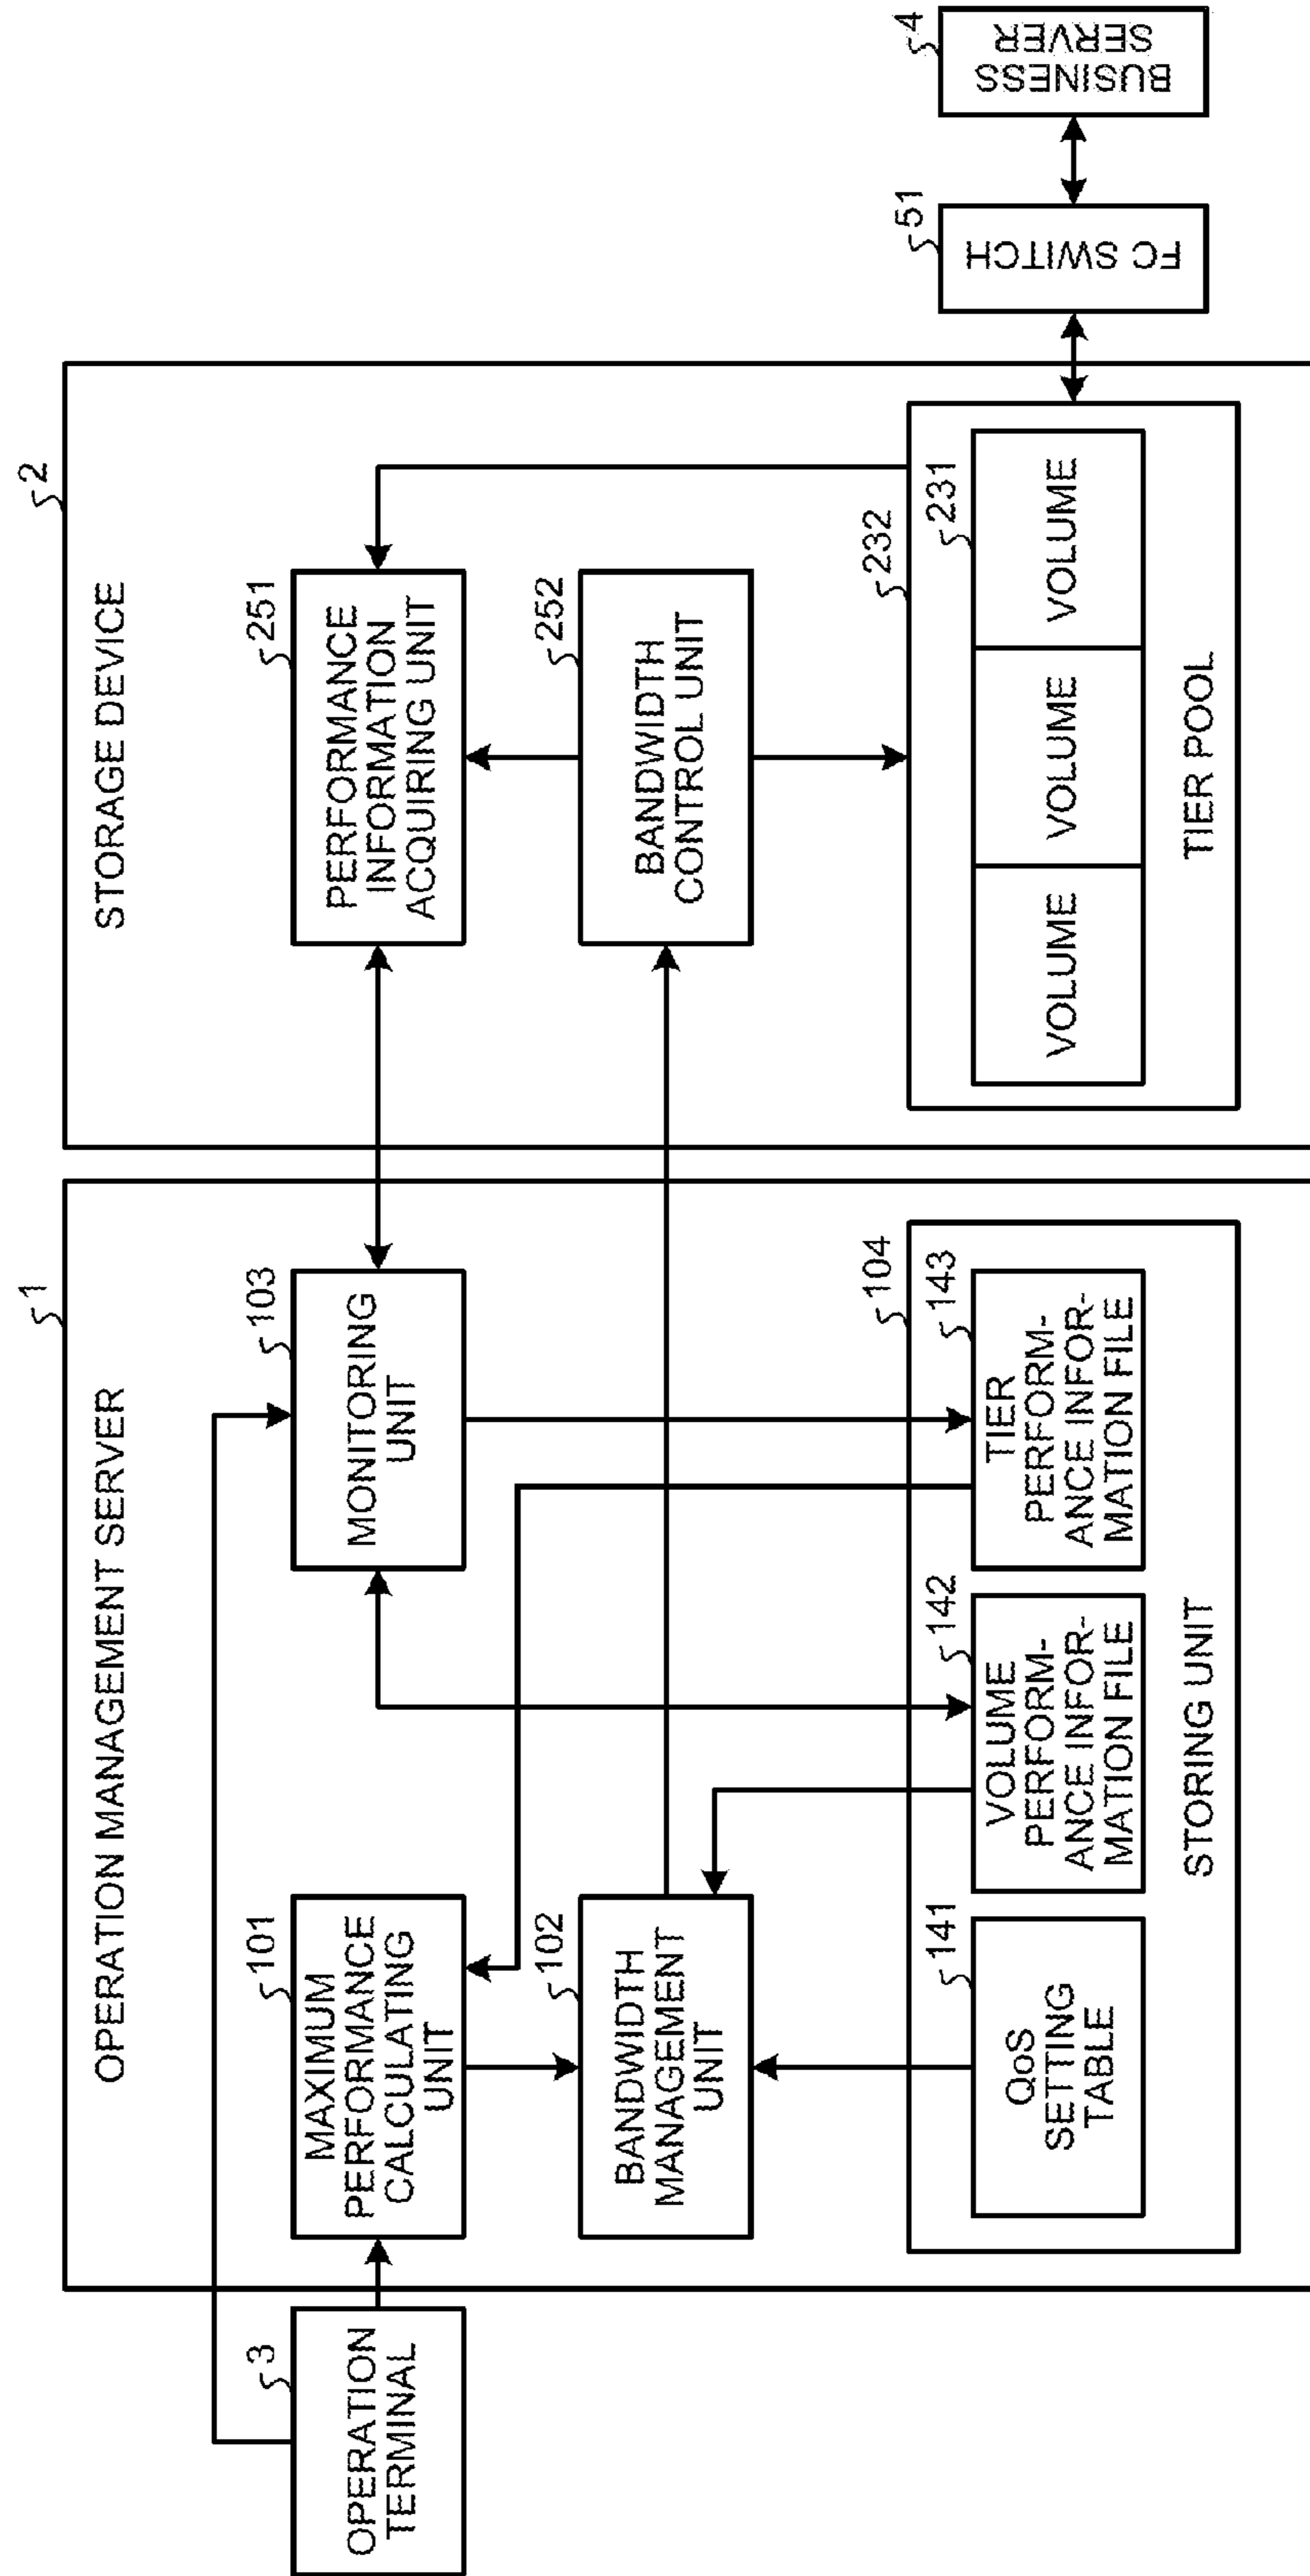 OPERATION
TERMINAL
3
OPERATION MANAGEMENT SERVER
1
MAXIMUM
PERFORMANCE
CALCULATING
UNIT
101
BANDWIDTH
MANAGEMENT
UNIT
102
MONITORING
UNIT
103
104
QoS
SETTING
TABLE
141
VOLUME
PERFORM-
ANCE INFOR-
MATION FILE
142
TIER
PERFORM-
ANCE INFOR-
MATION FILE
143
STORING UNIT
STORAGE DEVICE
2
PERFORMANCE
INFORMATION
ACQUIRING UNIT
251
BANDWIDTH
CONTROL UNIT
252
232
231
VOLUME
VOLUME
VOLUME
TIER POOL
FC SWITCH
51
BUSINESS
SERVER
4